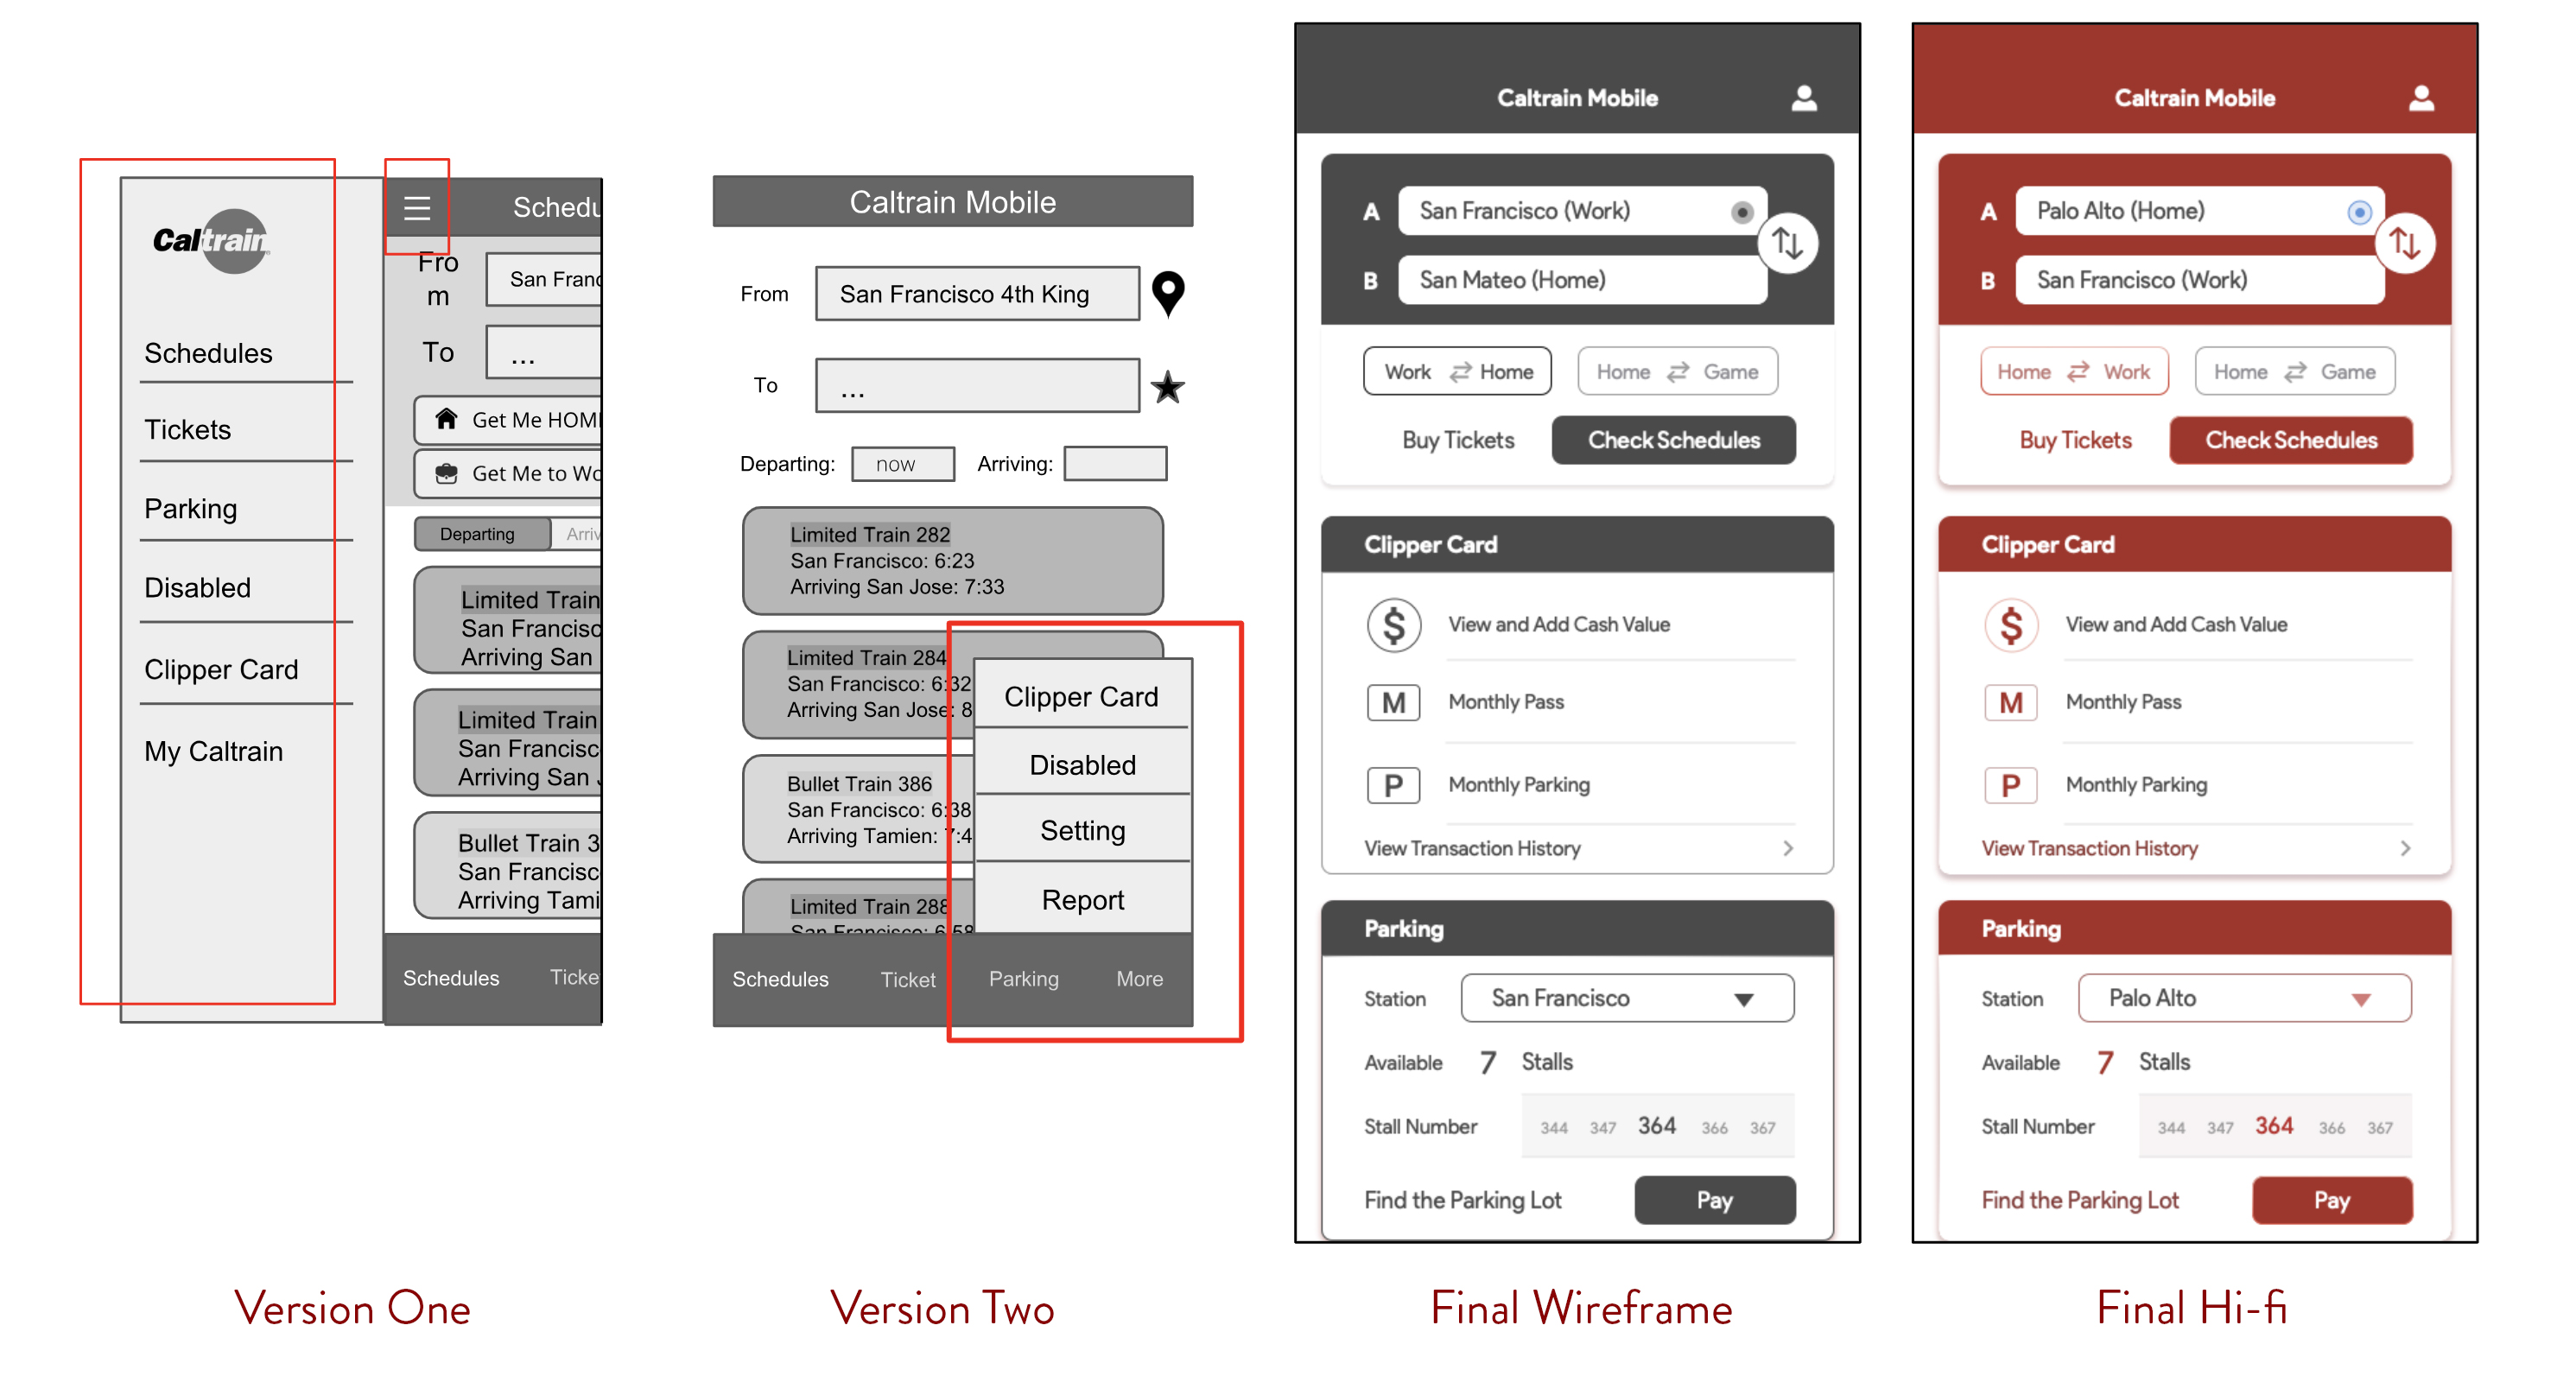 Caltrain
Schedules
Tickets
Parking
Disabled
Clipper Card
My Caltrain
Schedu
Fro
m
San Franc
To
...
Get Me HOM
Get Me to Wo
Departing
Arriv
Limited Train
San Francisc
Arriving San
Limited Train
San Francisc
Arriving San J
Bullet Train 3
San Francisc
Arriving Tami
Schedules
Ticke
Version One
Caltrain Mobile
From
San Francisco 4th King
To
...
Departing:
now
Arriving:
Limited Train 282
San Francisco: 6:23
Arriving San Jose: 7:33
Limited Train 284
San Francisco: 6:32
Arriving San Jose: 8
Bullet Train 386
San Francisco: 6:38
Arriving Tamien: 7:4
Limited Train 288
San Francisco: 6:58
Clipper Card
Disabled
Setting
Report
Schedules
Ticket
Parking
More
Version Two
Caltrain Mobile
A San Francisco (Work)
B San Mateo (Home)
Work ⇄ Home
Home ⇄ Game
Buy Tickets
Check Schedules
Clipper Card
$ View and Add Cash Value
M Monthly Pass
P Monthly Parking
View Transaction History >
Parking
Station San Francisco
Available 7 Stalls
Stall Number 344 347 364 366 367
Find the Parking Lot Pay
Final Wireframe
Caltrain Mobile
A Palo Alto (Home)
B San Francisco (Work)
Home ⇄ Work
Home ⇄ Game
Buy Tickets
Check Schedules
Clipper Card
$ View and Add Cash Value
M Monthly Pass
P Monthly Parking
View Transaction History >
Parking
Station Palo Alto
Available 7 Stalls
Stall Number 344 347 364 366 367
Find the Parking Lot Pay
Final Hi-fi